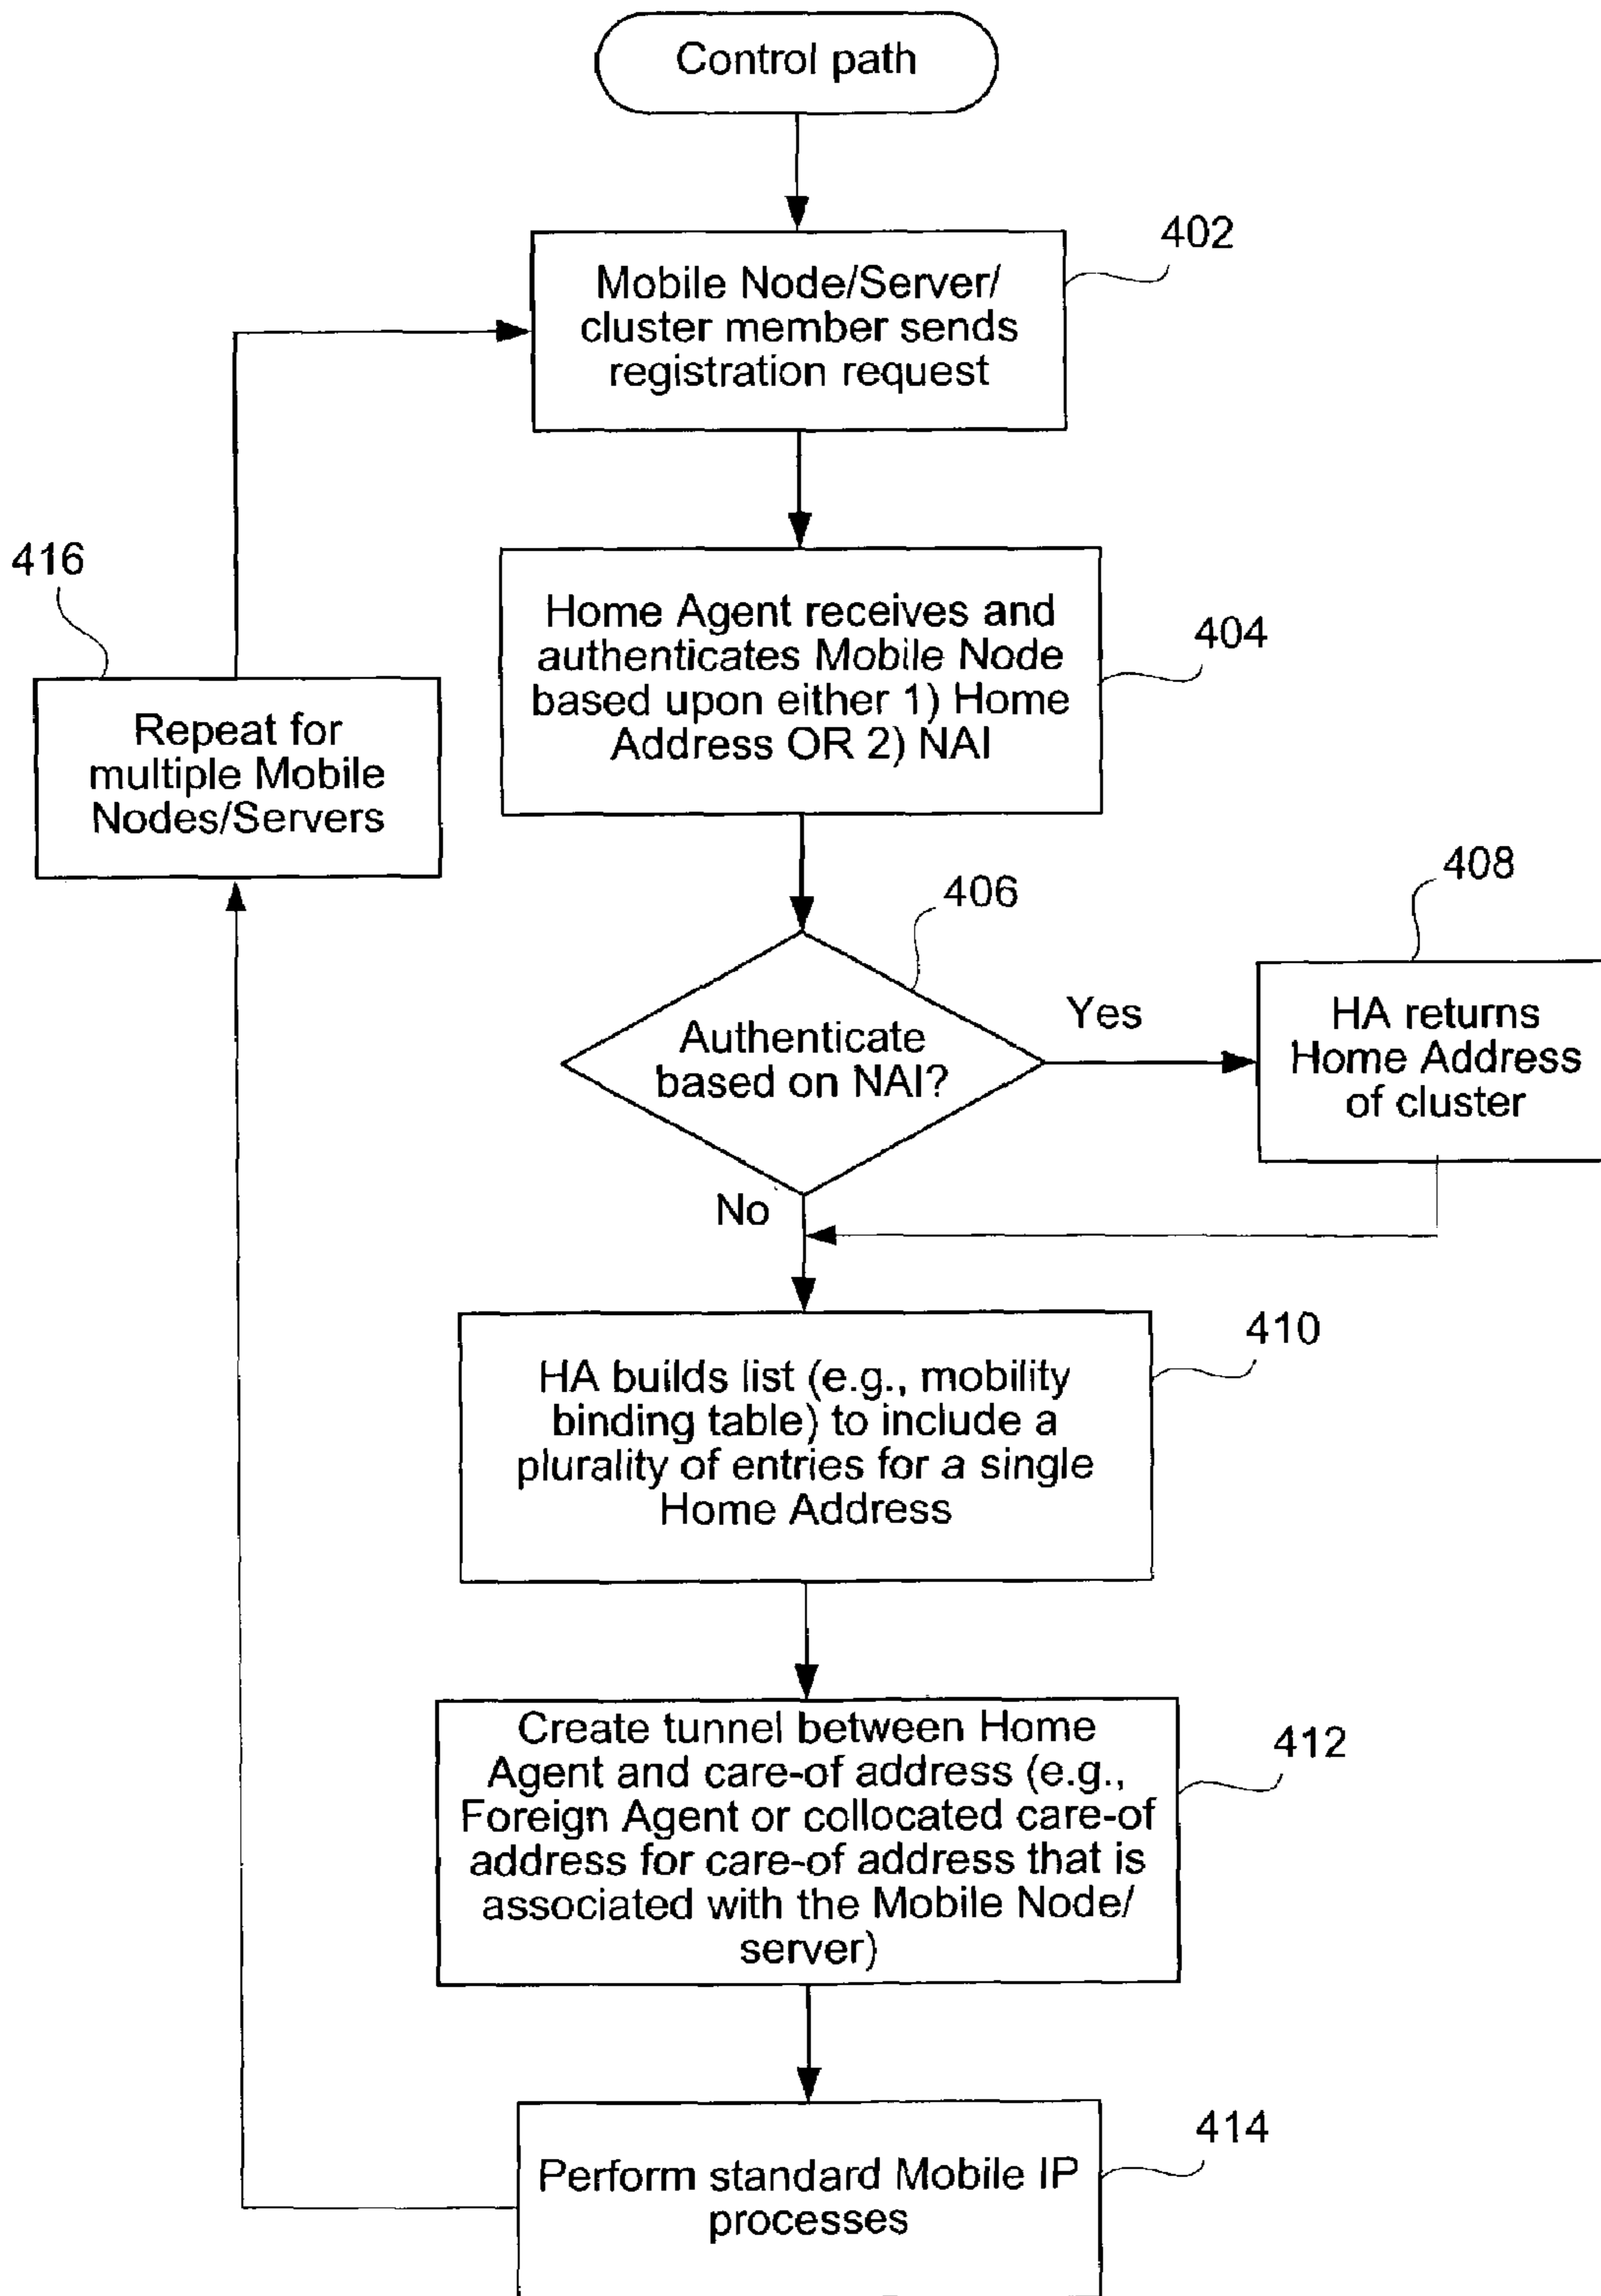 Control path
402
Mobile Node/Server/
cluster member sends
registration request
416
Repeat for
multiple Mobile
Nodes/Servers
404
Home Agent receives and
authenticates Mobile Node
based upon either 1) Home
Address OR 2) NAI
406
Authenticate
based on NAI?
Yes
408
HA returns
Home Address
of cluster
No
410
HA builds list (e.g., mobility
binding table) to include a
plurality of entries for a single
Home Address
412
Create tunnel between Home
Agent and care-of address (e.g.,
Foreign Agent or collocated care-of
address for care-of address that is
associated with the Mobile Node/
server)
414
Perform standard Mobile IP
processes